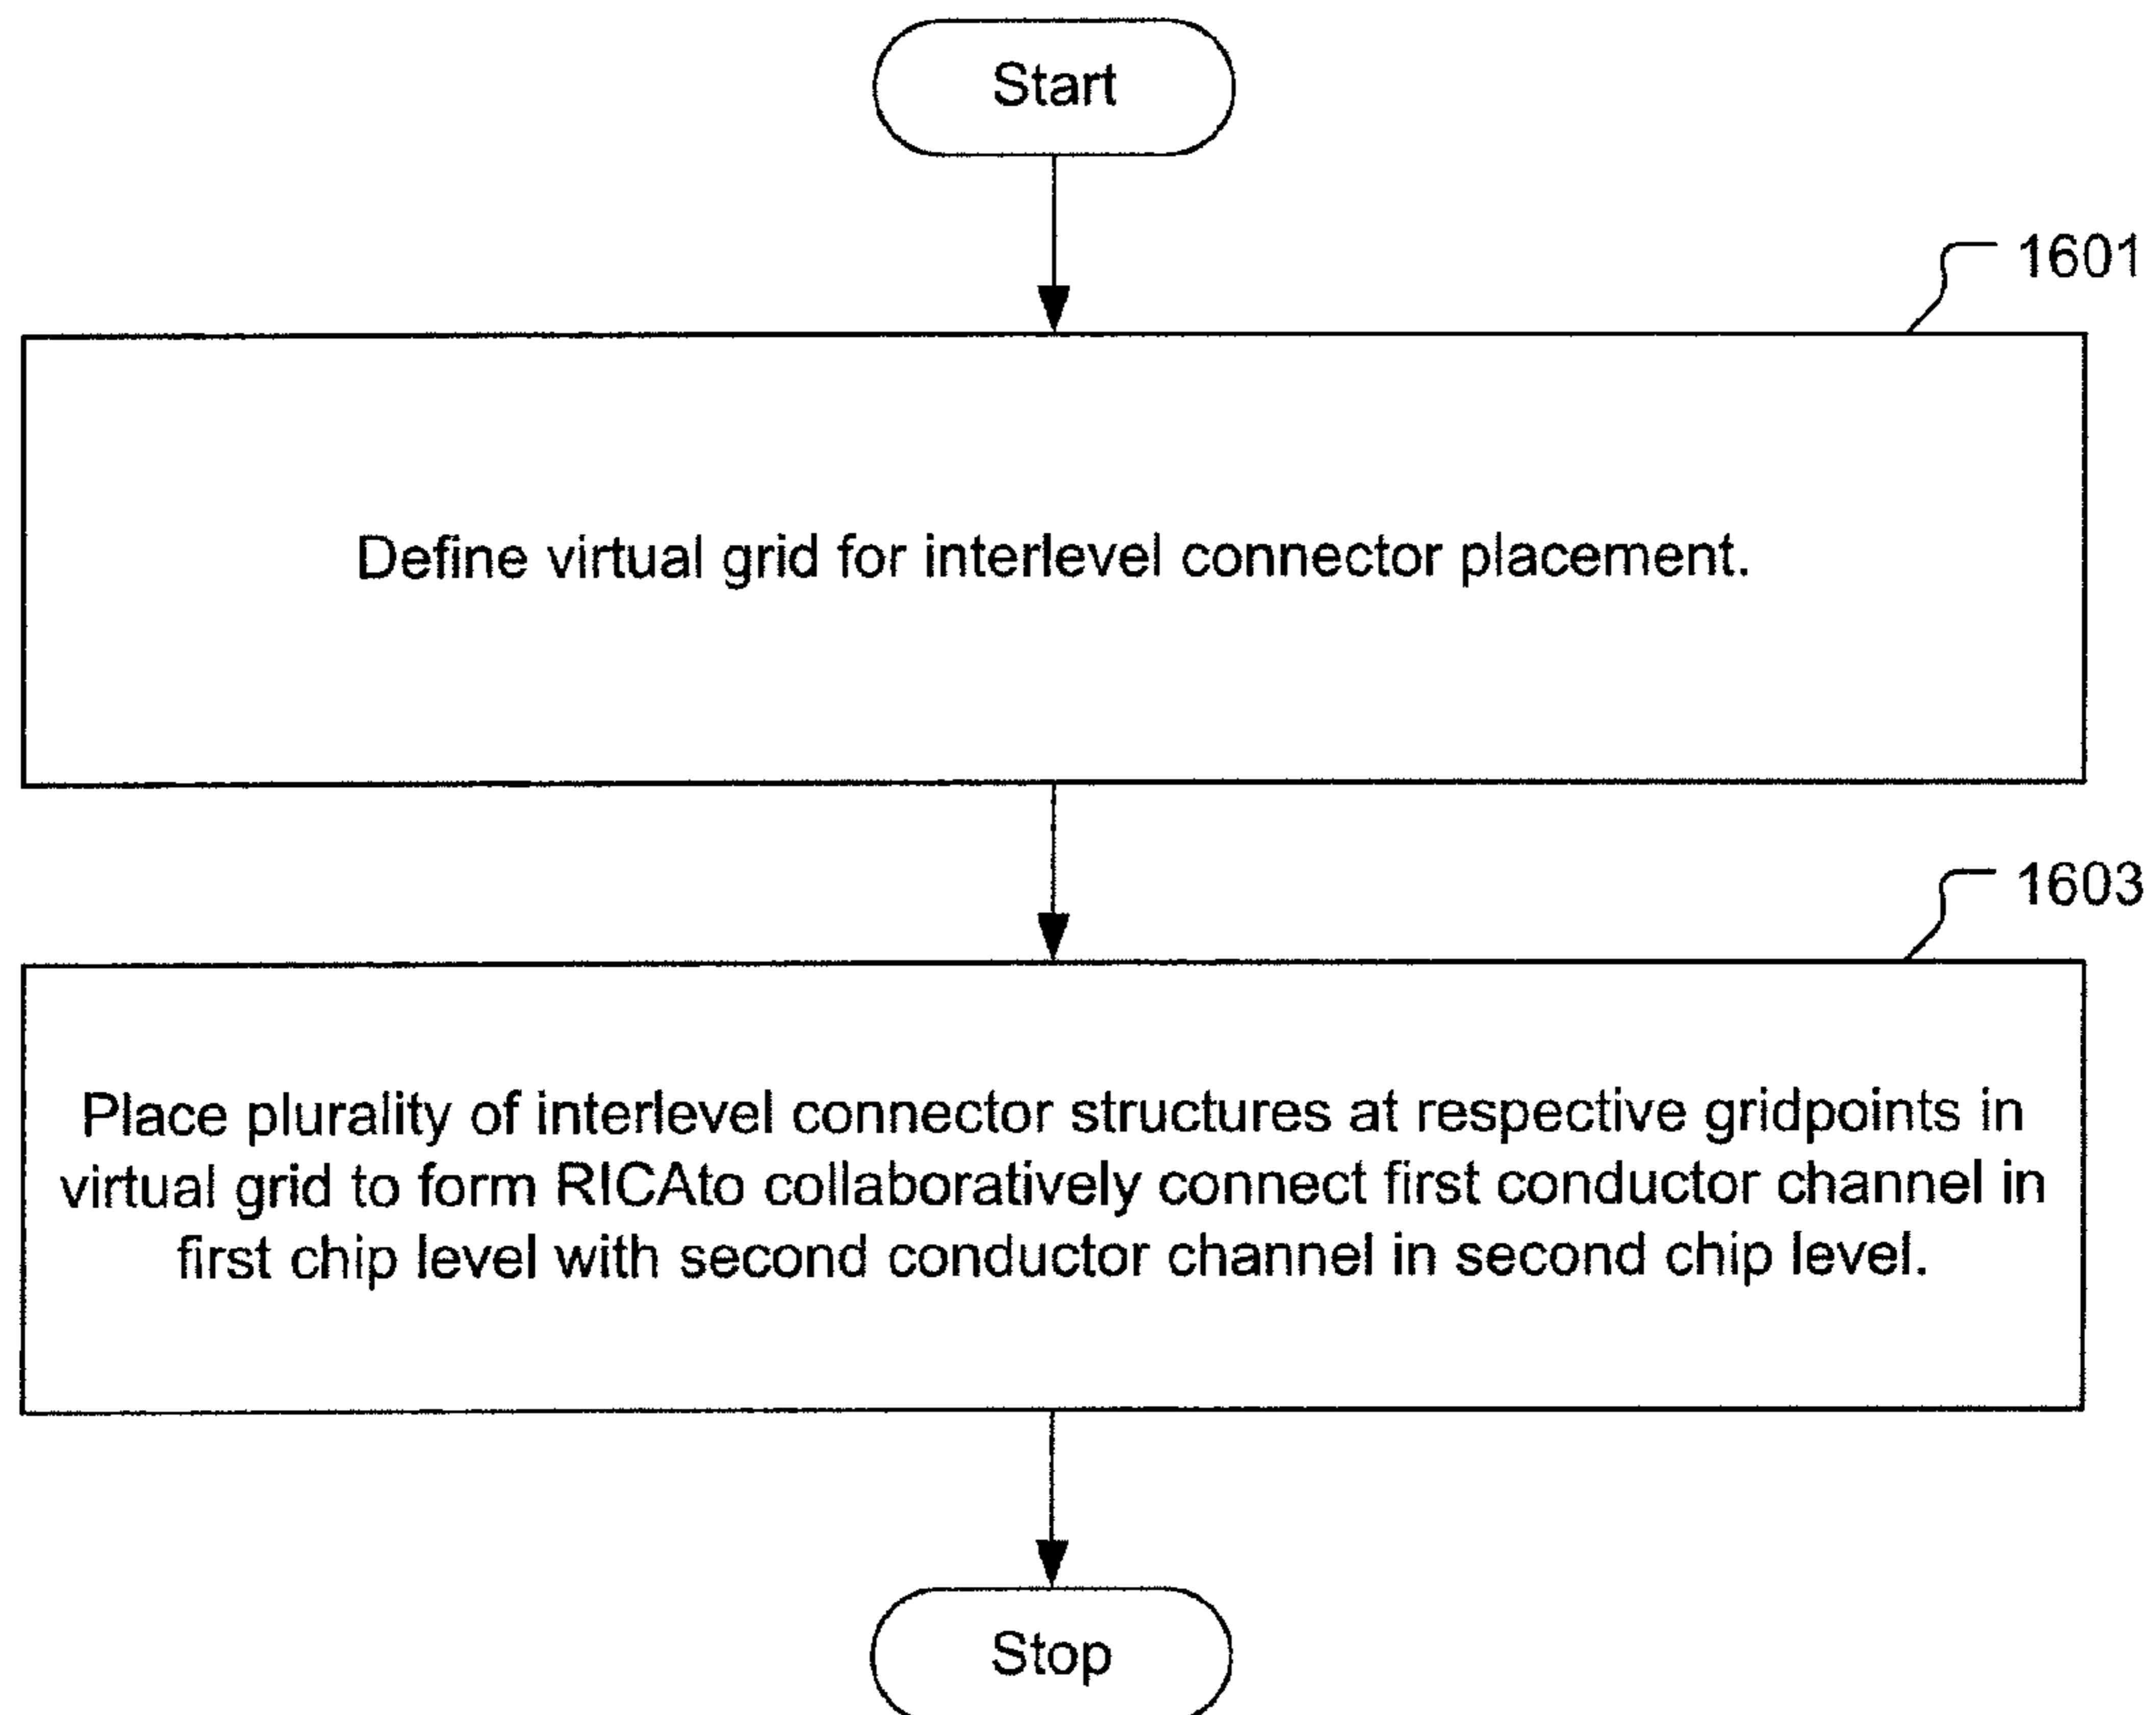 Start
1601
Define virtual grid for interlevel connector placement.
1603
Place plurality of interlevel connector structures at respective gridpoints in
virtual grid to form RICAto collaboratively connect first conductor channel in
first chip level with second conductor channel in second chip level.
Stop